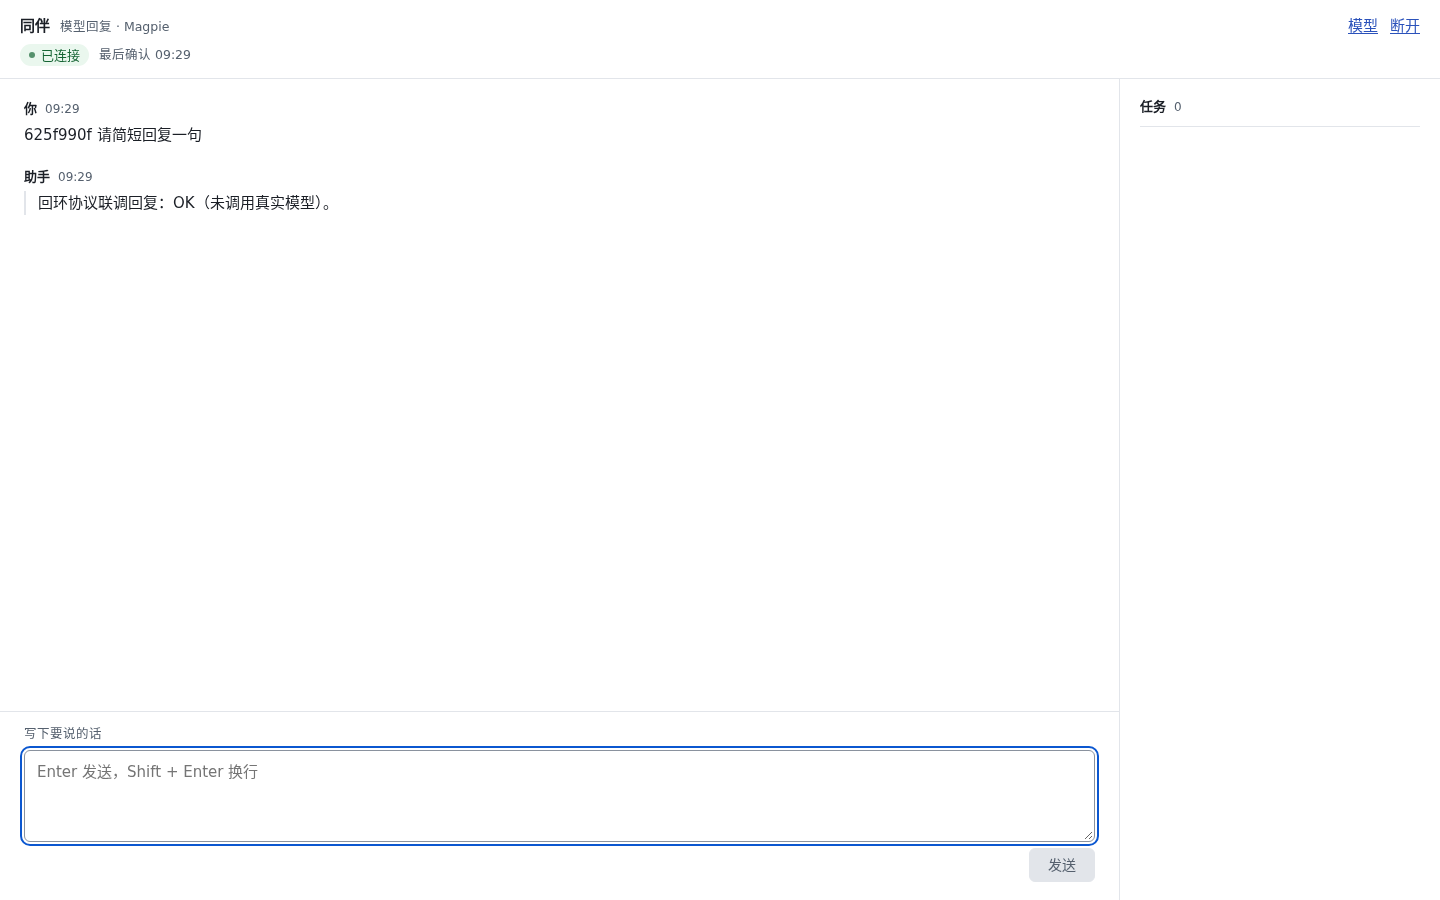 同伴 模型回复 · Magpie 模型 断开
已连接 最后确认 09:29
你 09:29
625f990f 请简短回复一句
助手 09:29
回环协议联调回复：OK（未调用真实模型）。
任务 0
写下要说的话
Enter 发送，Shift + Enter 换行
发送